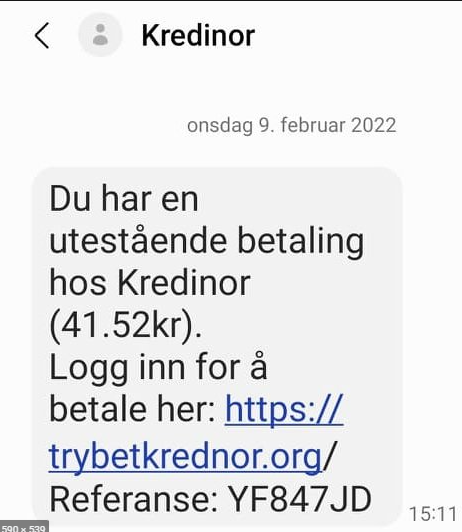 Kredinor
onsdag 9. februar 2022
Du har en
utestående betaling
hos Kredinor
(41.52kr).
Logg inn for å
betale her: https://
trybetkrednor.org/
Referanse: YF847JD
15:11
590 × 539